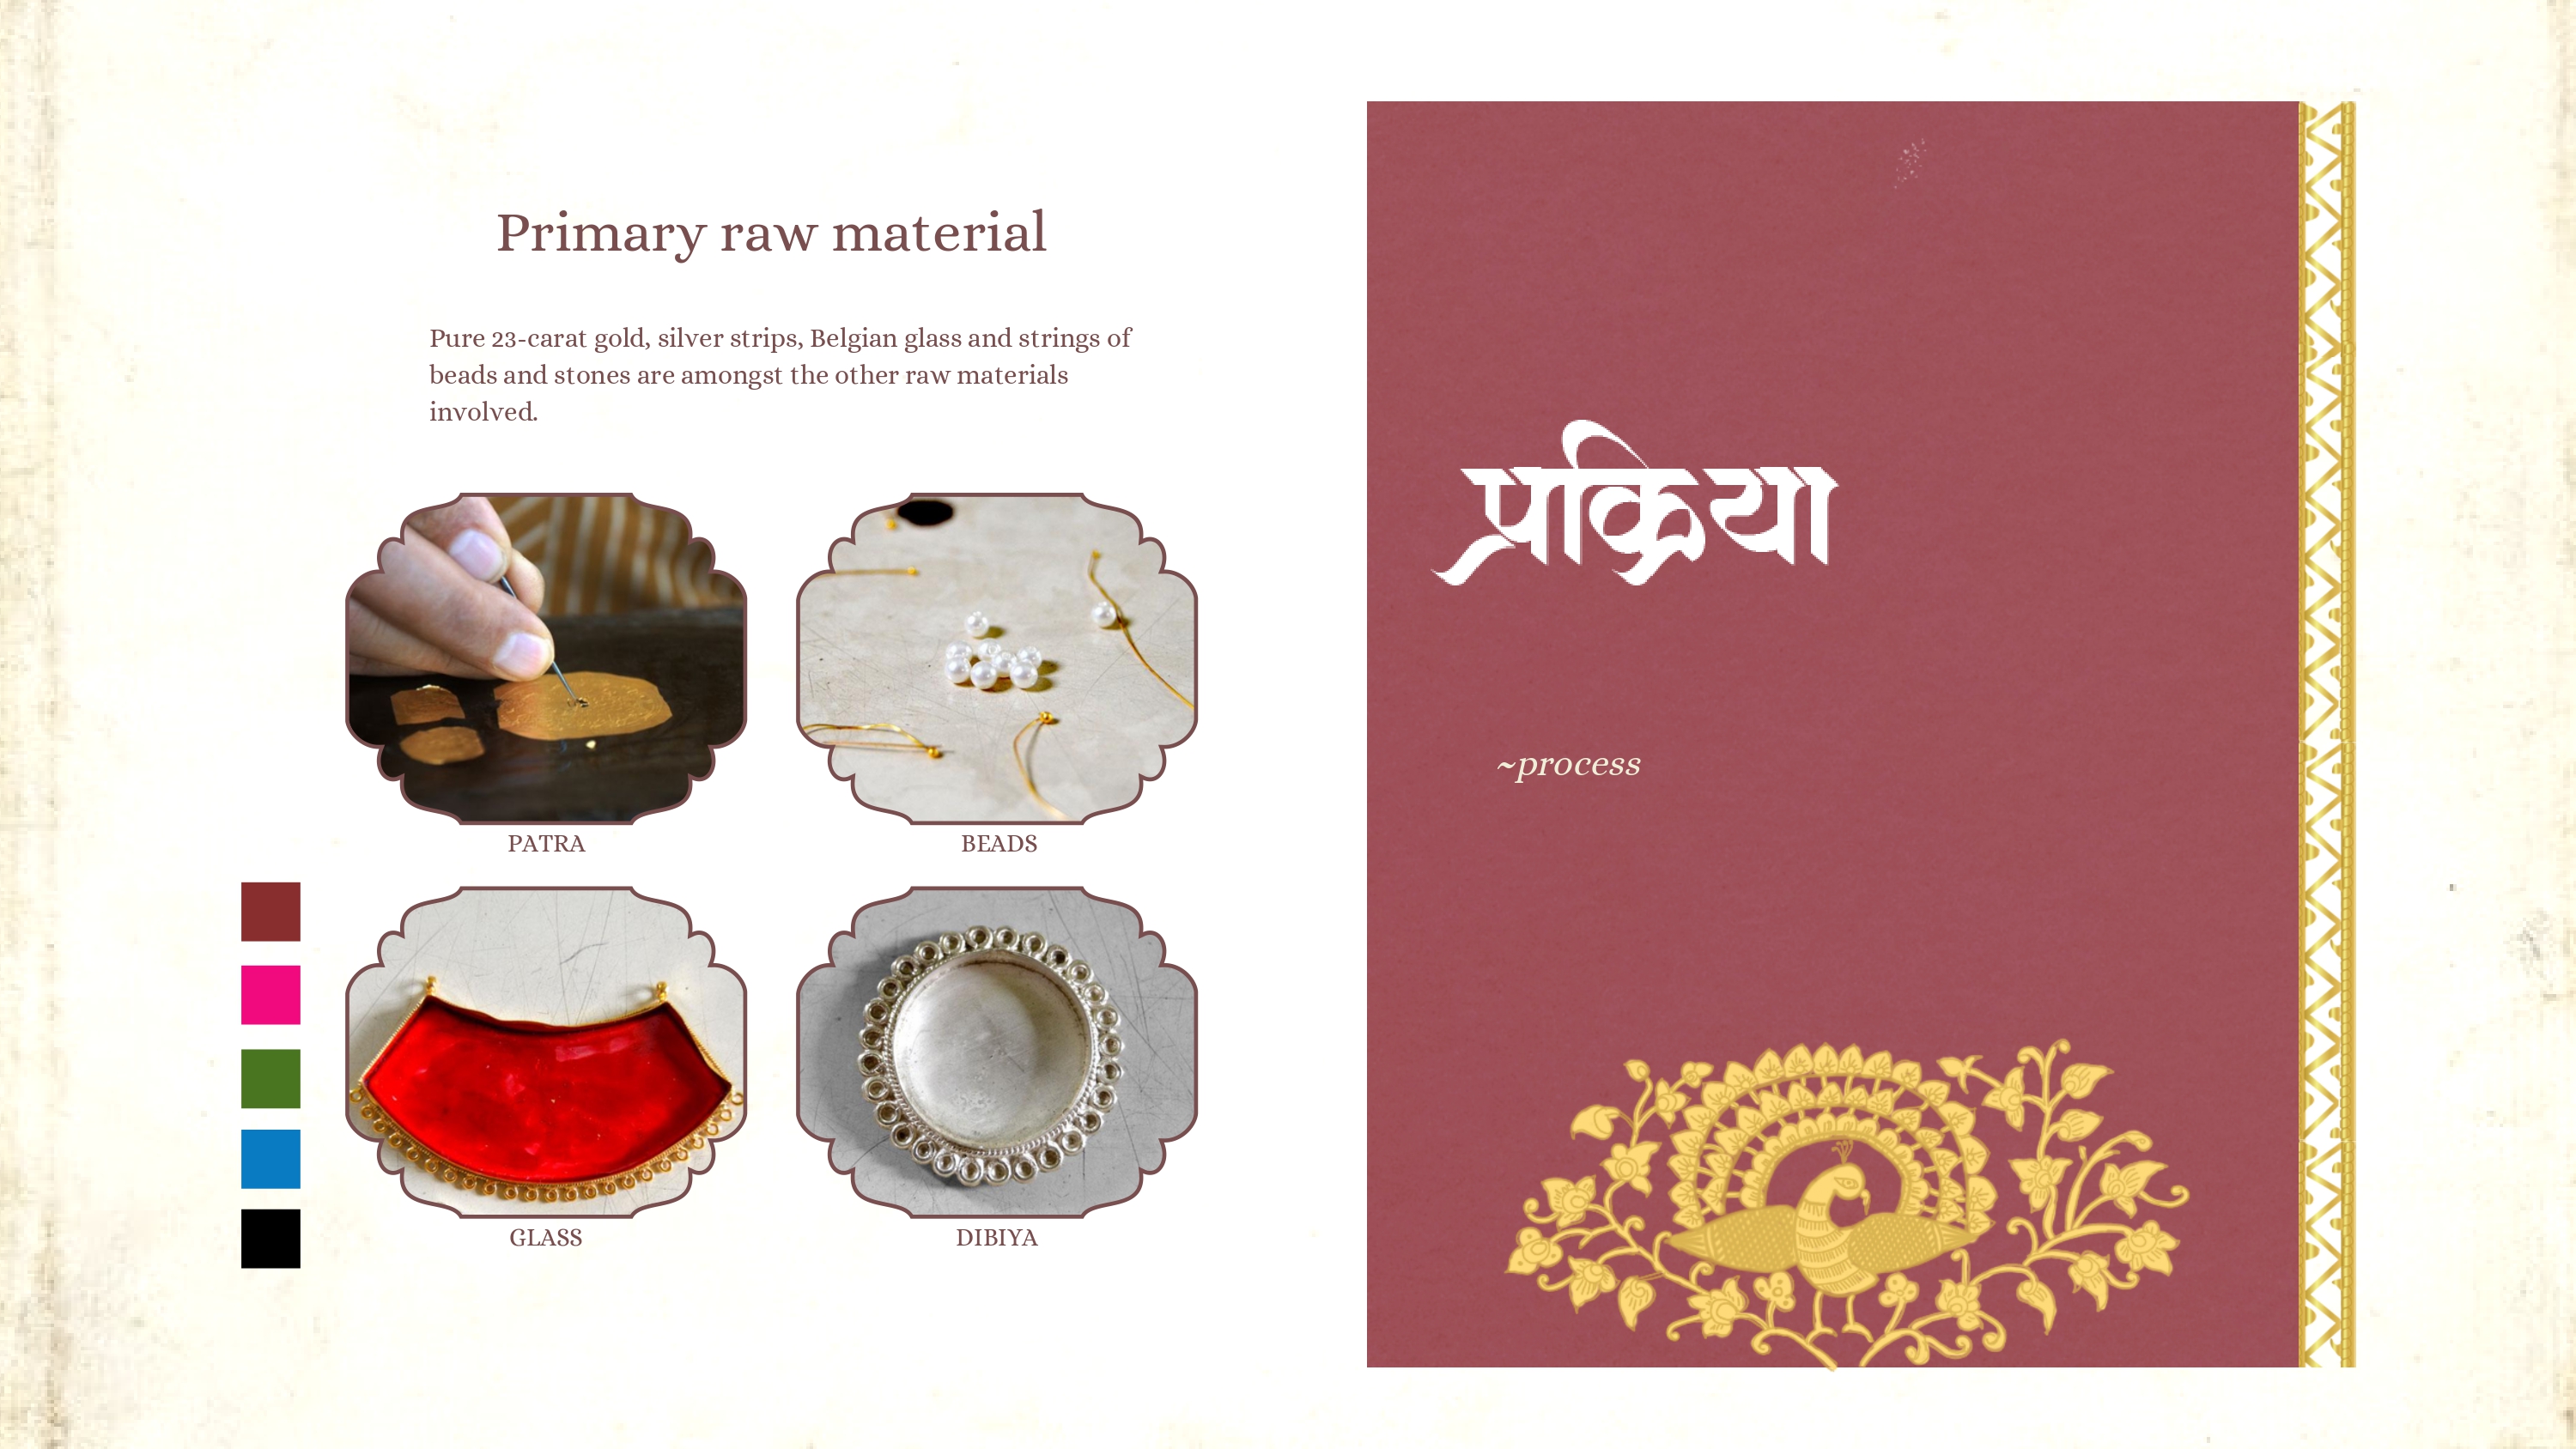 Primary raw material
Pure 23-carat gold, silver strips, Belgian glass and strings of
beads and stones are amongst the other raw materials
involved.
PATRA
BEADS
GLASS
DIBIYA
प्रक्रिया
~process